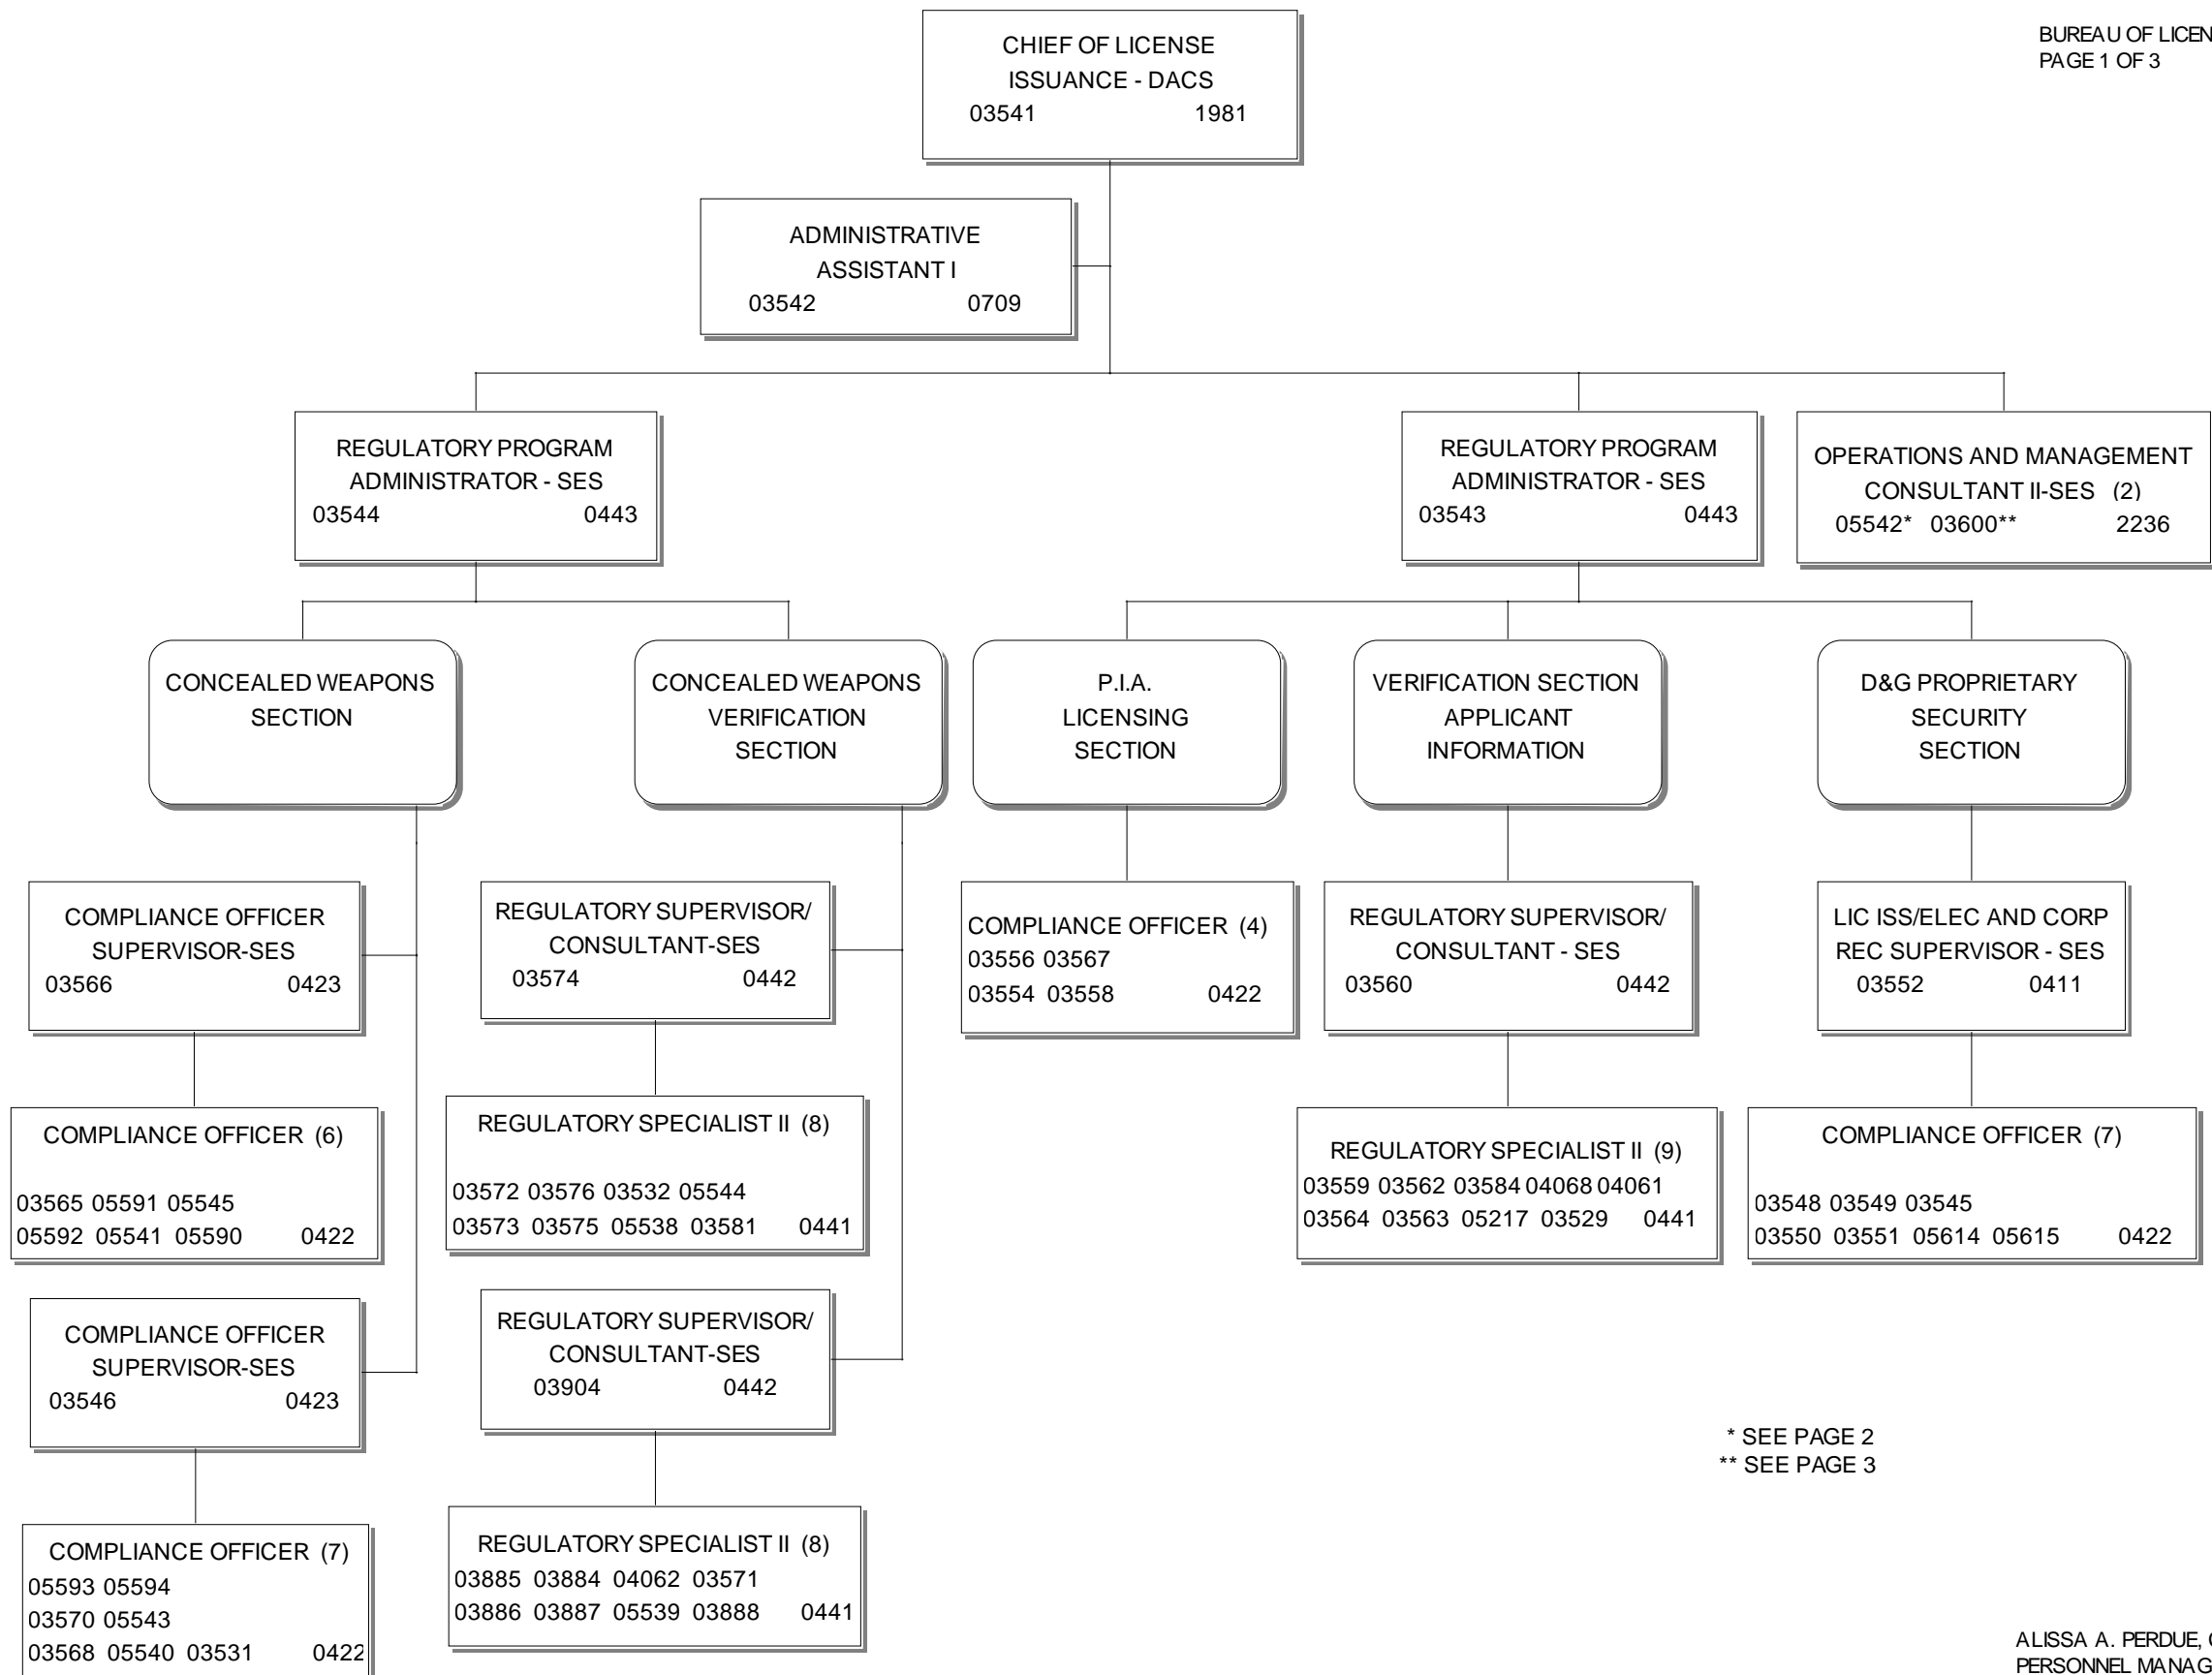 BUREAU OF LICEN
PAGE 1 OF 3
CHIEF OF LICENSE
ISSUANCE - DACS
03541 1981
ADMINISTRATIVE
ASSISTANT I
03542 0709
REGULATORY PROGRAM
ADMINISTRATOR - SES
03544 0443
REGULATORY PROGRAM
ADMINISTRATOR - SES
03543 0443
OPERATIONS AND MANAGEMENT
CONSULTANT II-SES (2)
05542* 03600** 2236
CONCEALED WEAPONS
SECTION
CONCEALED WEAPONS
VERIFICATION
SECTION
P.I.A.
LICENSING
SECTION
VERIFICATION SECTION
APPLICANT
INFORMATION
D&G PROPRIETARY
SECURITY
SECTION
COMPLIANCE OFFICER
SUPERVISOR-SES
03566 0423
REGULATORY SUPERVISOR/
CONSULTANT-SES
03574 0442
COMPLIANCE OFFICER (4)
03556 03567
03554 03558 0422
REGULATORY SUPERVISOR/
CONSULTANT - SES
03560 0442
LIC ISS/ELEC AND CORP
REC SUPERVISOR - SES
03552 0411
COMPLIANCE OFFICER (6)
03565 05591 05545
05592 05541 05590 0422
REGULATORY SPECIALIST II (8)
03572 03576 03532 05544
03573 03575 05538 03581 0441
REGULATORY SPECIALIST II (9)
03559 03562 03584 04068 04061
03564 03563 05217 03529 0441
COMPLIANCE OFFICER (7)
03548 03549 03545
03550 03551 05614 05615 0422
COMPLIANCE OFFICER
SUPERVISOR-SES
03546 0423
REGULATORY SUPERVISOR/
CONSULTANT-SES
03904 0442
COMPLIANCE OFFICER (7)
05593 05594
03570 05543
03568 05540 03531 0422
REGULATORY SPECIALIST II (8)
03885 03884 04062 03571
03886 03887 05539 03888 0441
* SEE PAGE 2
** SEE PAGE 3
ALISSA A. PERDUE,
PERSONNEL MANAG